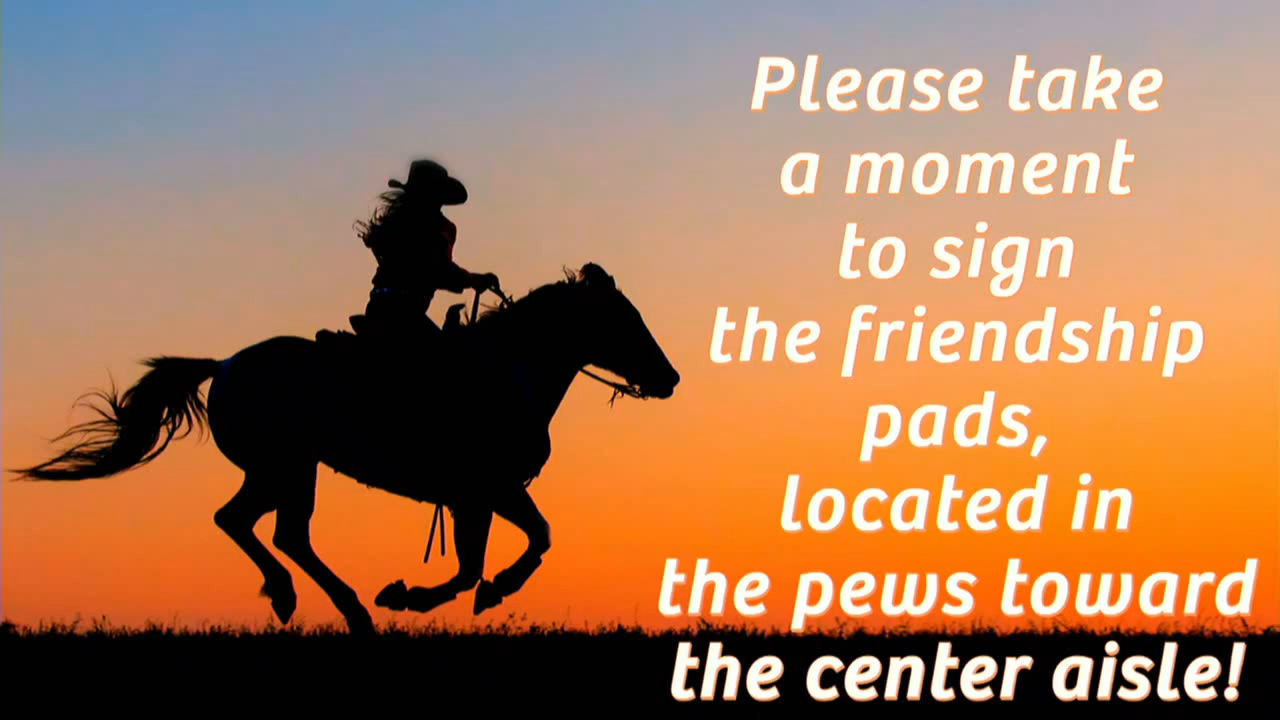 Please take
a moment
to sign
the friendship
pads,
located in
the pews toward
the center aisle!